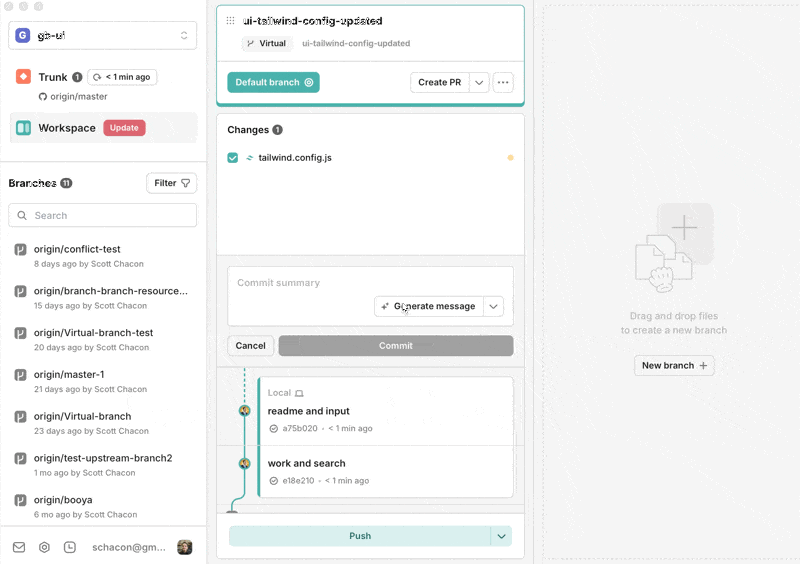 G gb-ui
Trunk 1 < 1 min ago
origin/master
Workspace Update
Branches 11 Filter
Search
origin/conflict-test
8 days ago by Scott Chacon
origin/branch-branch-resource...
15 days ago by Scott Chacon
origin/Virtual-branch-test
20 days ago by Scott Chacon
origin/master-1
21 days ago by Scott Chacon
origin/Virtual-branch
23 days ago by Scott Chacon
origin/test-upstream-branch2
1 mo ago by Scott Chacon
origin/booya
6 mo ago by Scott Chacon
schacon@gm...
ui-tailwind-config-updated
Virtual ui-tailwind-config-updated
Default branch Create PR
Changes 1
tailwind.config.js
Commit summary
Generate message
Cancel Commit
Local
readme and input
a75b020 • < 1 min ago
work and search
e18e210 • < 1 min ago
Push
Drag and drop files
to create a new branch
New branch